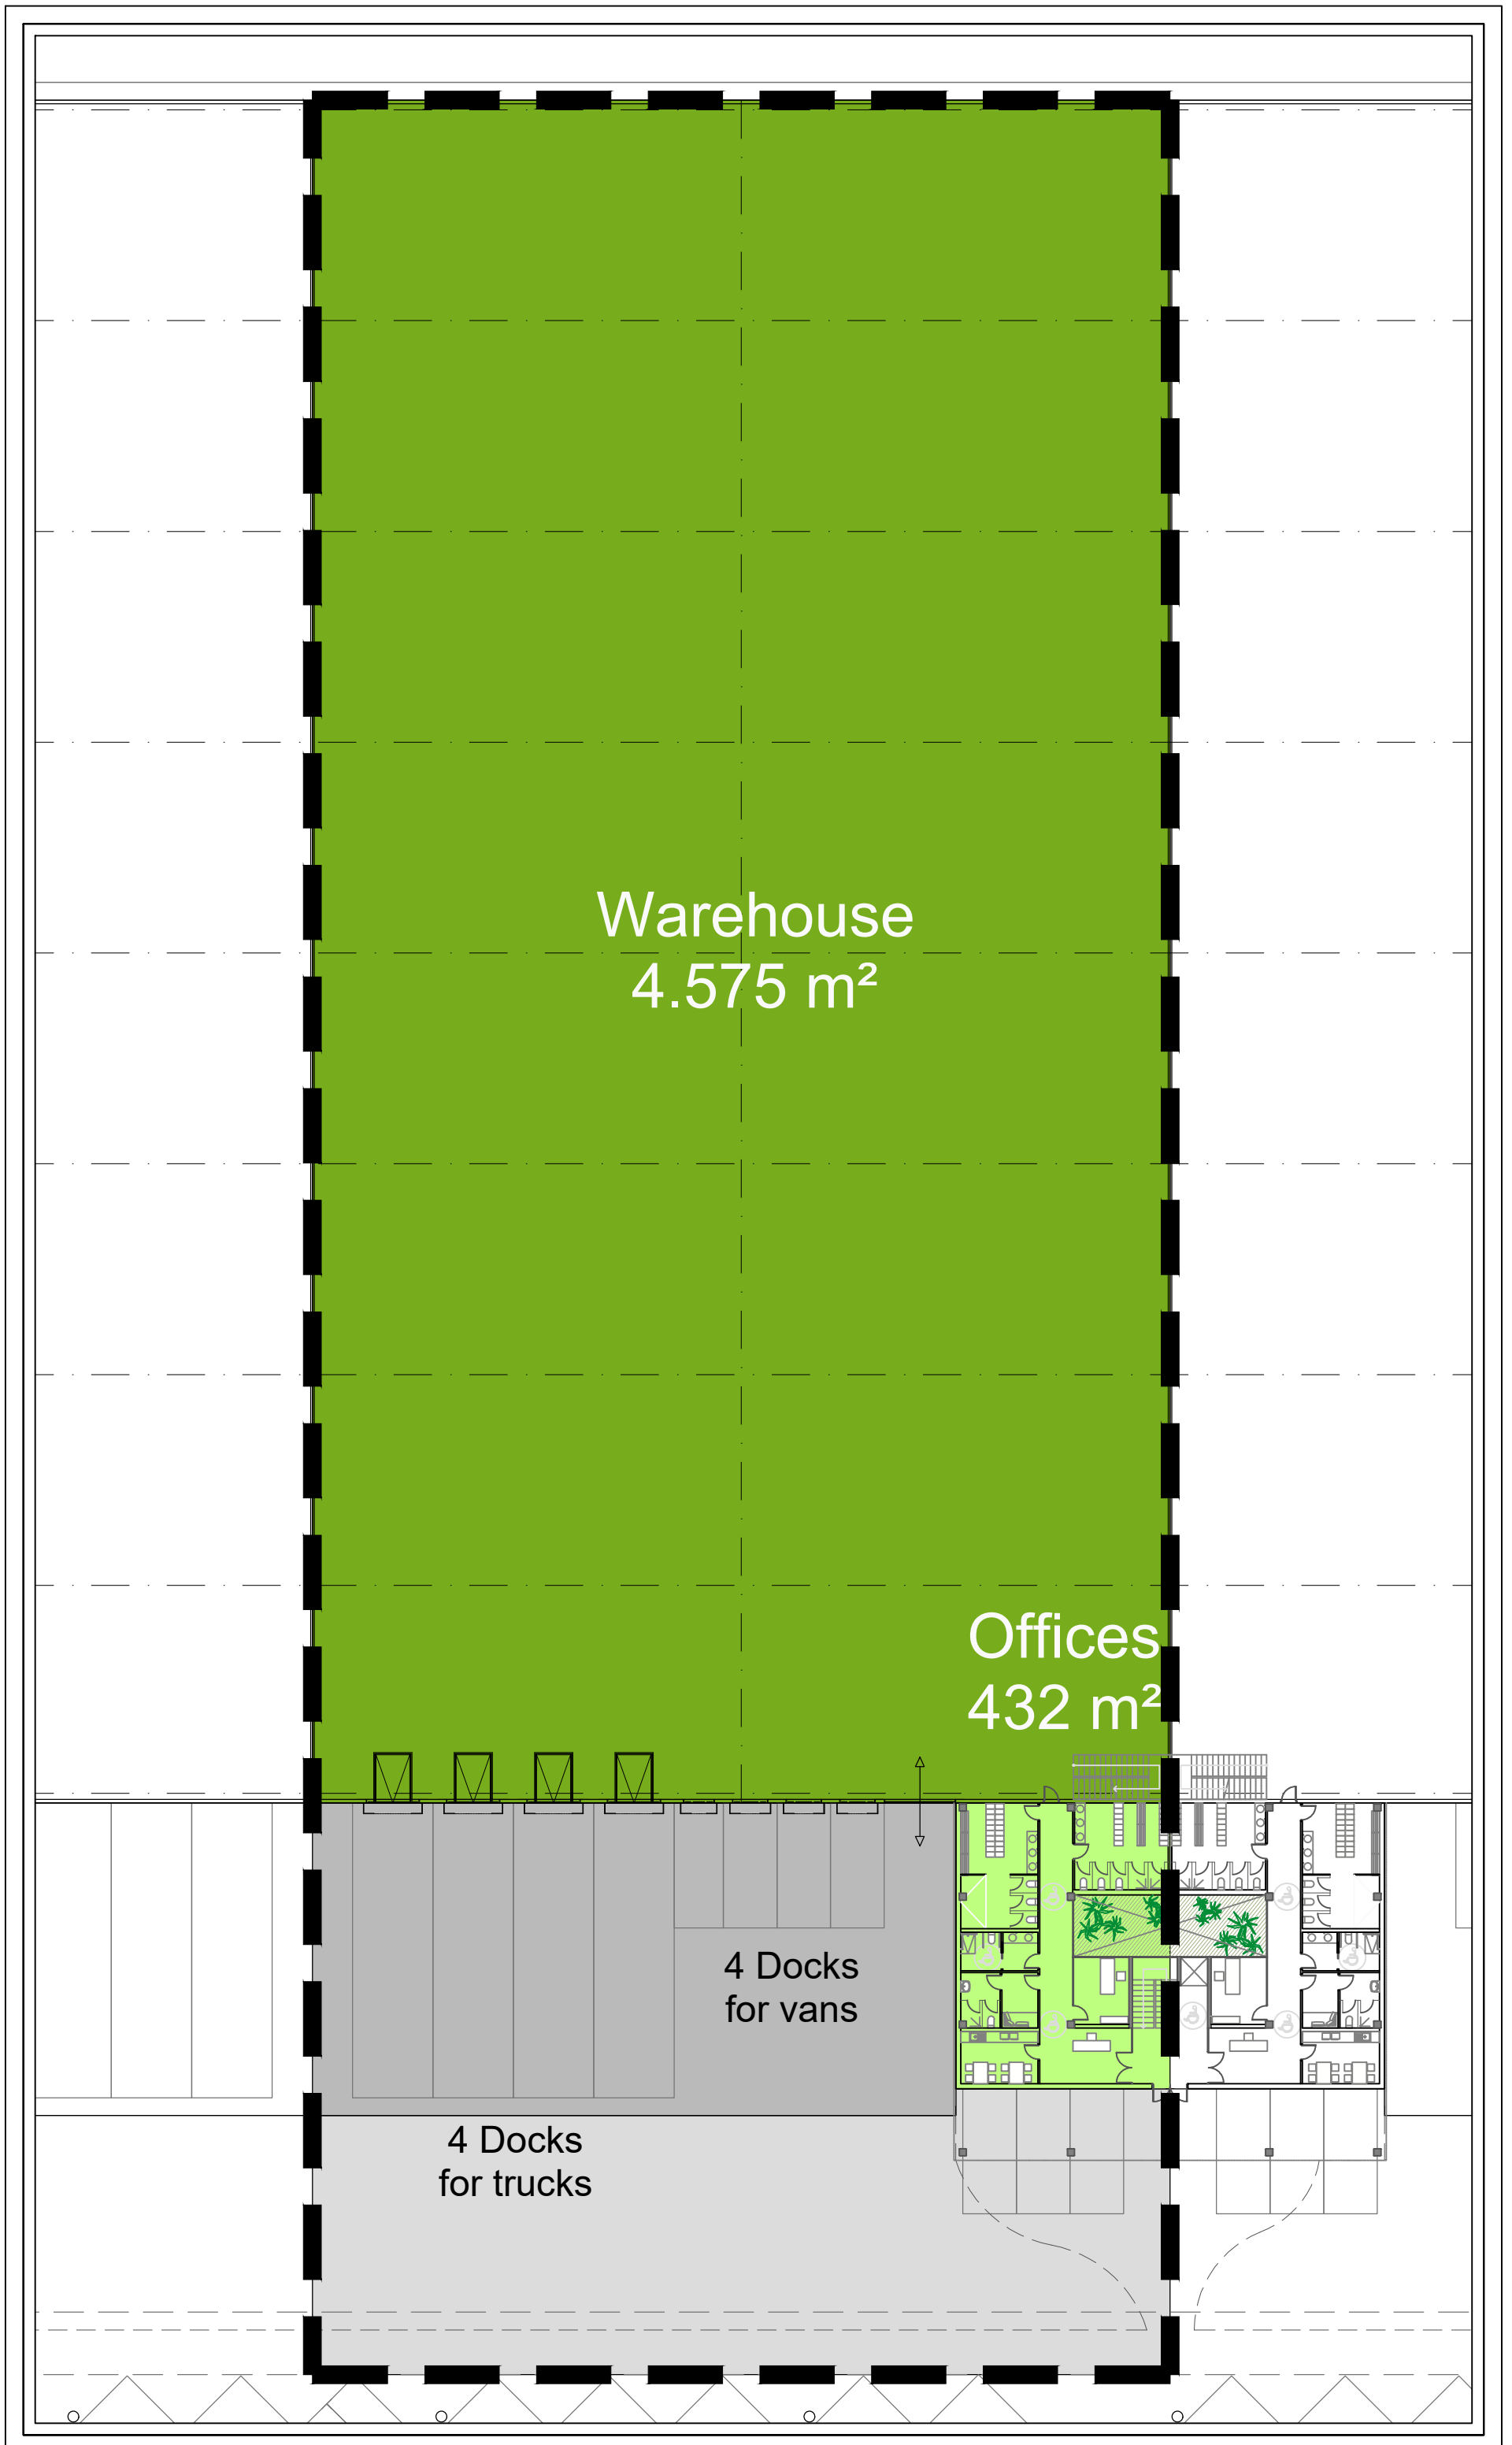 Warehouse
4.575 m²
Offices
432 m²
4 Docks
for vans
4 Docks
for trucks